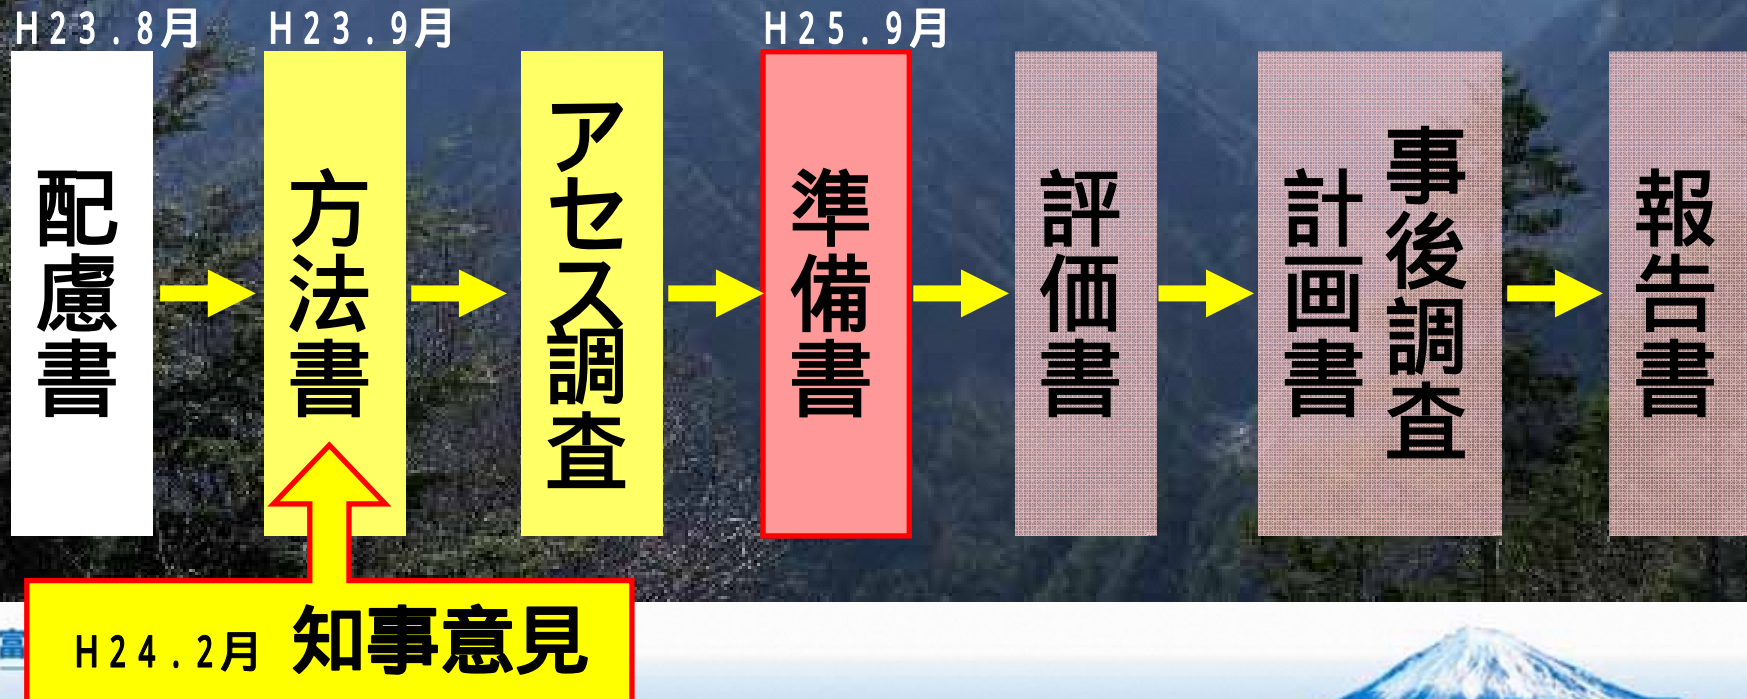 H23.8月
H23.9月
H25.9月
配慮書
方法書
アセス調査
準備書
評価書
事後調査
計画書
報告書
H24.2月 知事意見
富